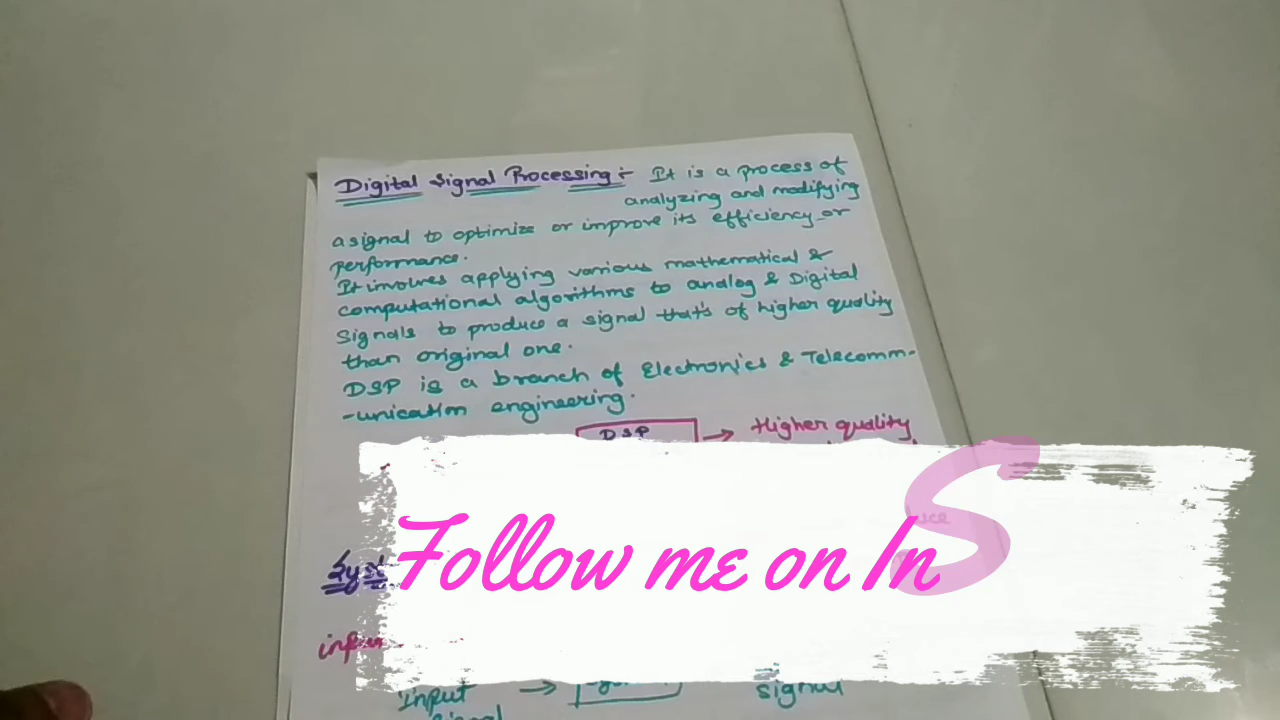 Digital Signal Processing :- It is a process of
analyzing and modifying
a signal to optimize or improve its efficiency or
performance.
It involves applying various mathematical &
computational algorithms to analog & Digital
Signals to produce a signal that's of higher quality
than original one.
DSP is a branch of Electronics & Telecomm-
-unication engineering.
DSP → Higher quality
Follow me on In S
Input →
signal